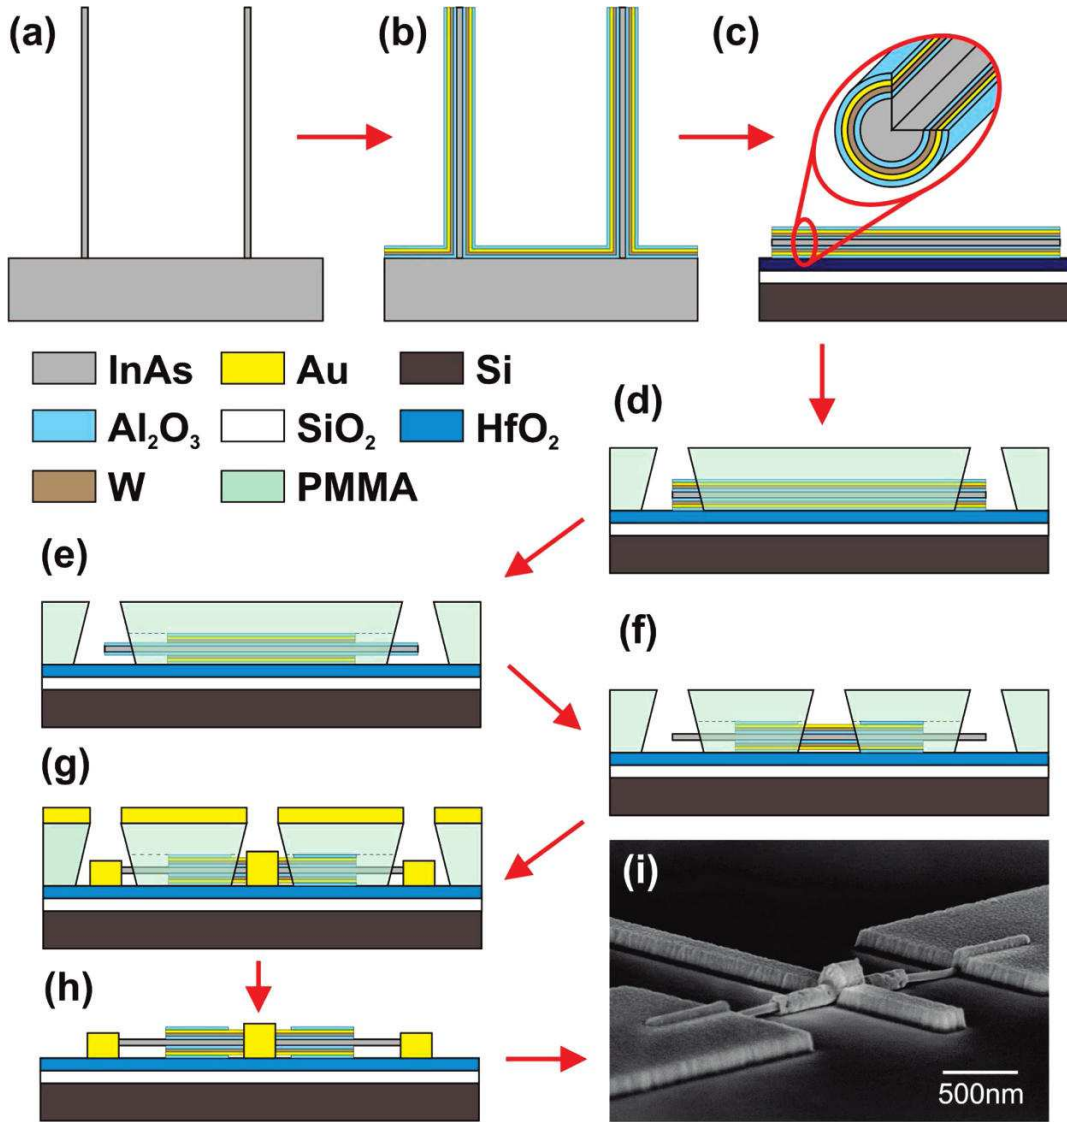 (a)
(b)
(c)
InAs
Au
Si
Al₂O₃
SiO₂
HfO₂
W
PMMA
(d)
(e)
(f)
(g)
(h)
(i)
500nm